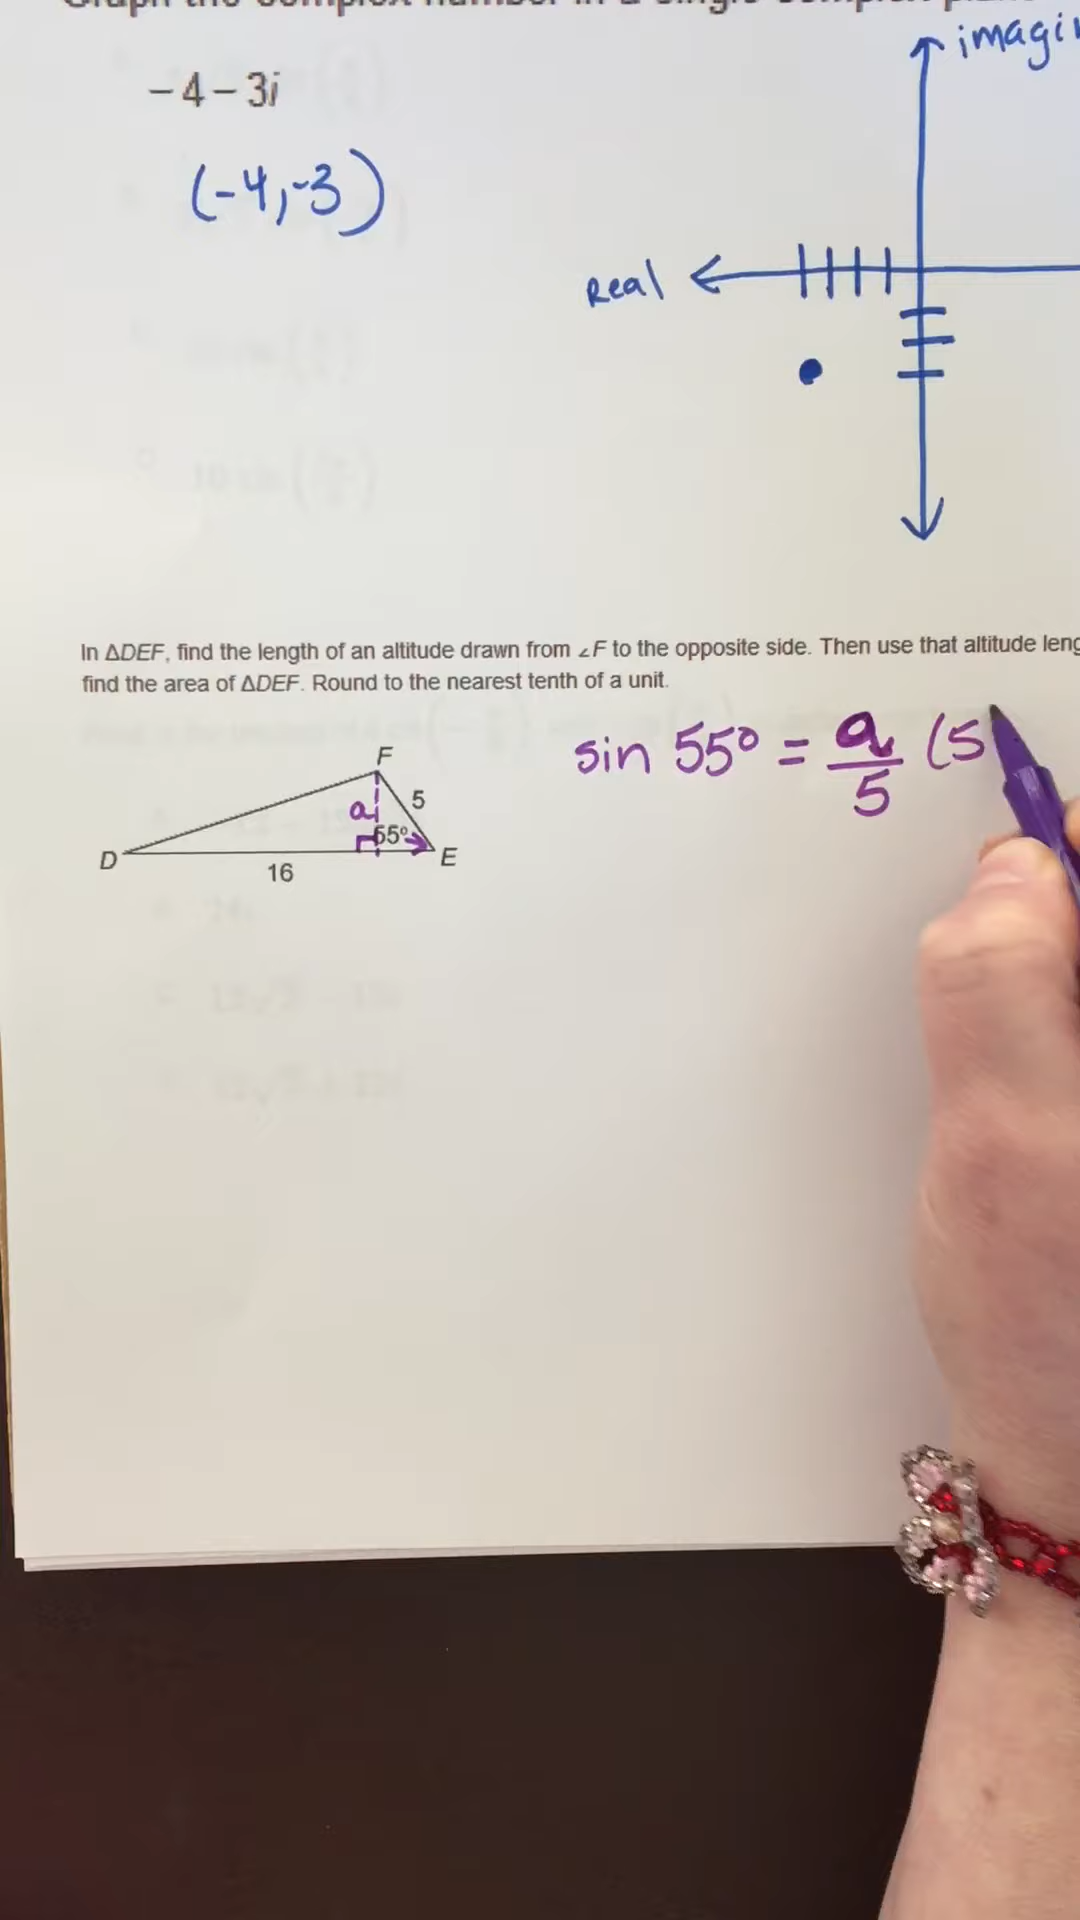 −4−3i
imagi
(-4,-3)
Real
In ΔDEF, find the length of an altitude drawn from ∠F to the opposite side. Then use that altitude leng
find the area of ΔDEF. Round to the nearest tenth of a unit.
sin 55° = a/5 (5
F
a
5
55°
D
E
16